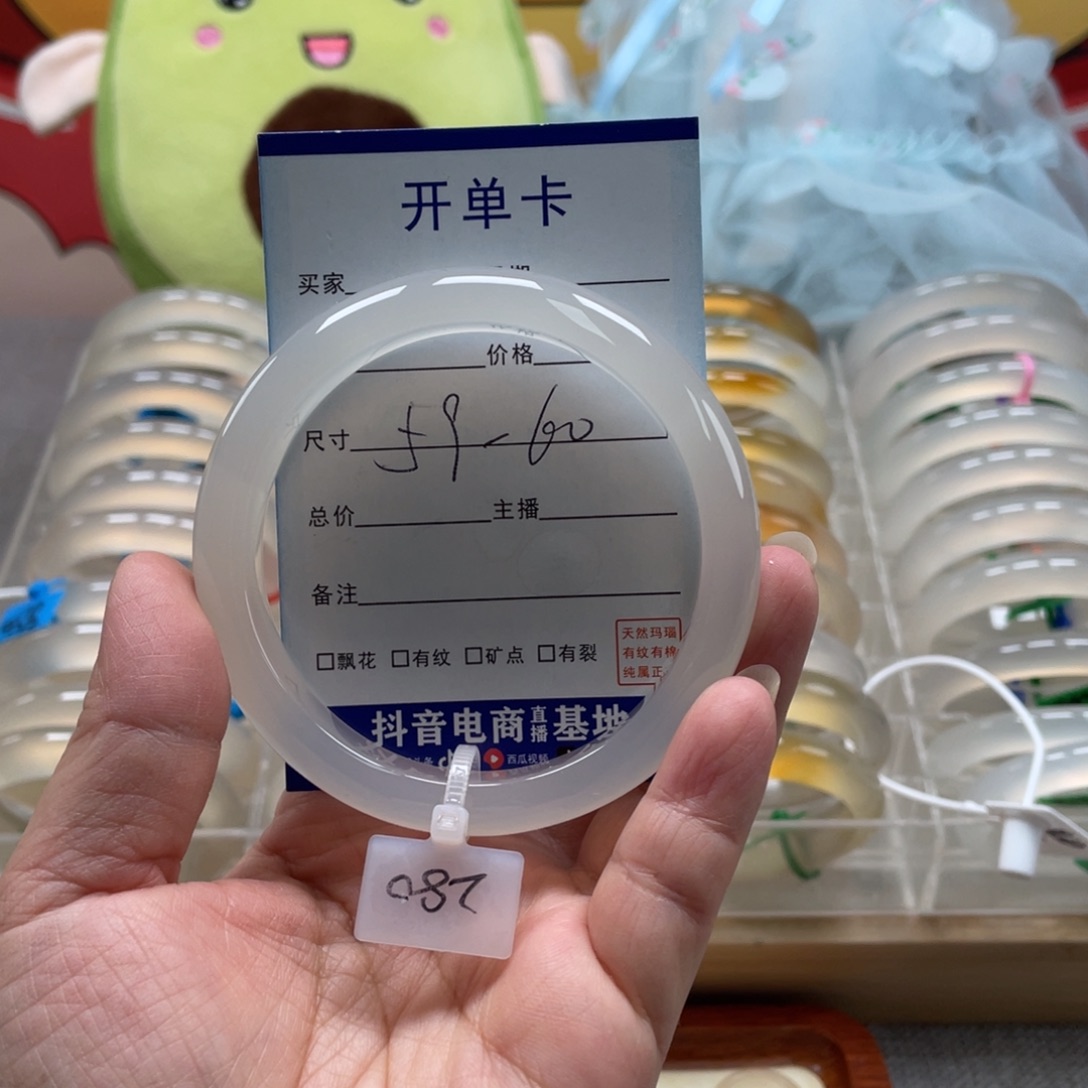 开单卡
买家
价格
尺寸 59-60
总价 主播
备注
□飘花 □有纹 □矿点 □有裂
天然玛瑙
有纹有棉
纯属正
抖音电商直播基地
西瓜视频
280